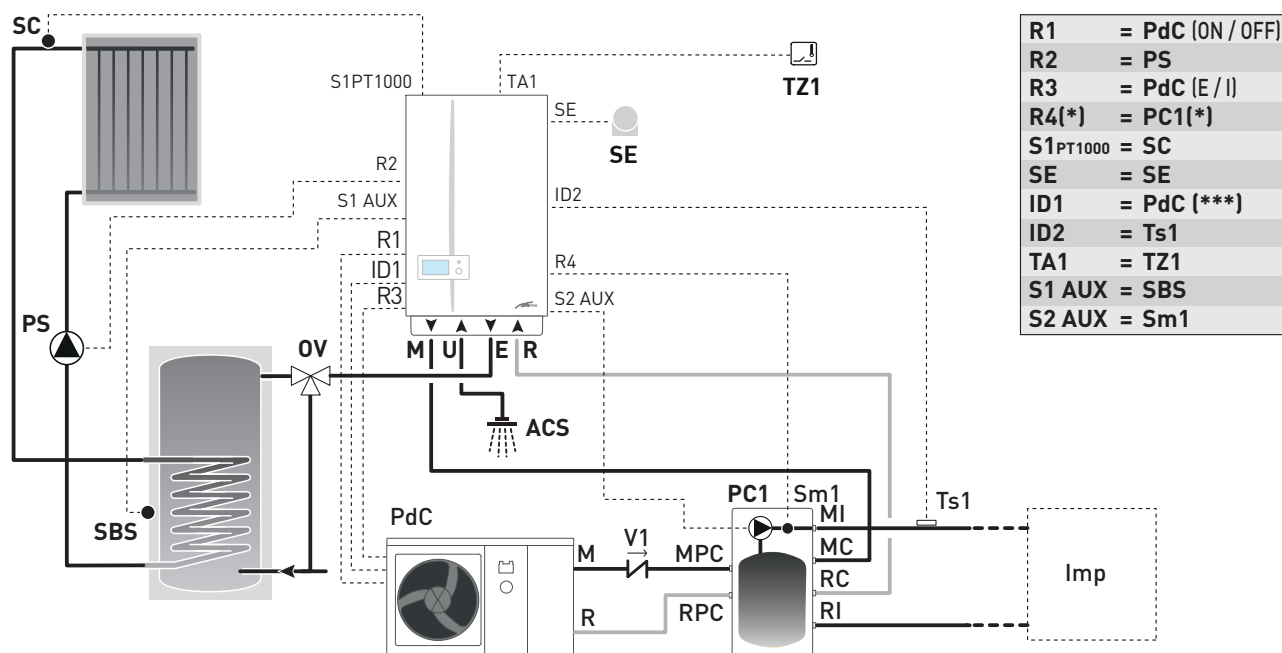 SC
S1PT1000
TA1
TZ1
SE
SE
R2
S1 AUX
R1
ID1
R3
ID2
R4
S2 AUX
PS
OV
M U E R
ACS
SBS
PdC
M
V1
MPC
R
RPC
PC1
Sm1
MI
MC
RC
RI
Ts1
Imp
R1 = PdC (ON / OFF)
R2 = PS
R3 = PdC (E / I)
R4(*) = PC1(*)
S1PT1000 = SC
SE = SE
ID1 = PdC (***)
ID2 = Ts1
TA1 = TZ1
S1 AUX = SBS
S2 AUX = Sm1